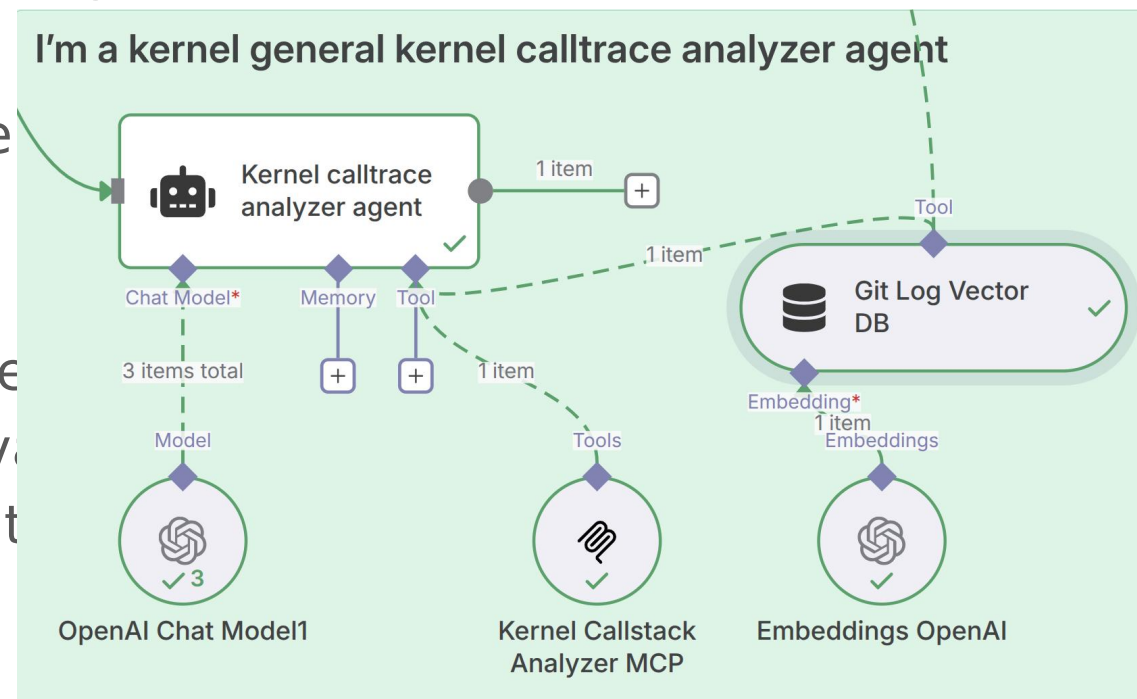 I'm a kernel general kernel calltrace analyzer agent
Kernel calltrace
analyzer agent
1 item
Tool
1 item
Git Log Vector
DB
Chat Model*
Memory
Tool
3 items total
1 item
Embedding*
1 item
Embeddings
Model
Tools
3
OpenAI Chat Model1
Kernel Callstack
Analyzer MCP
Embeddings OpenAI